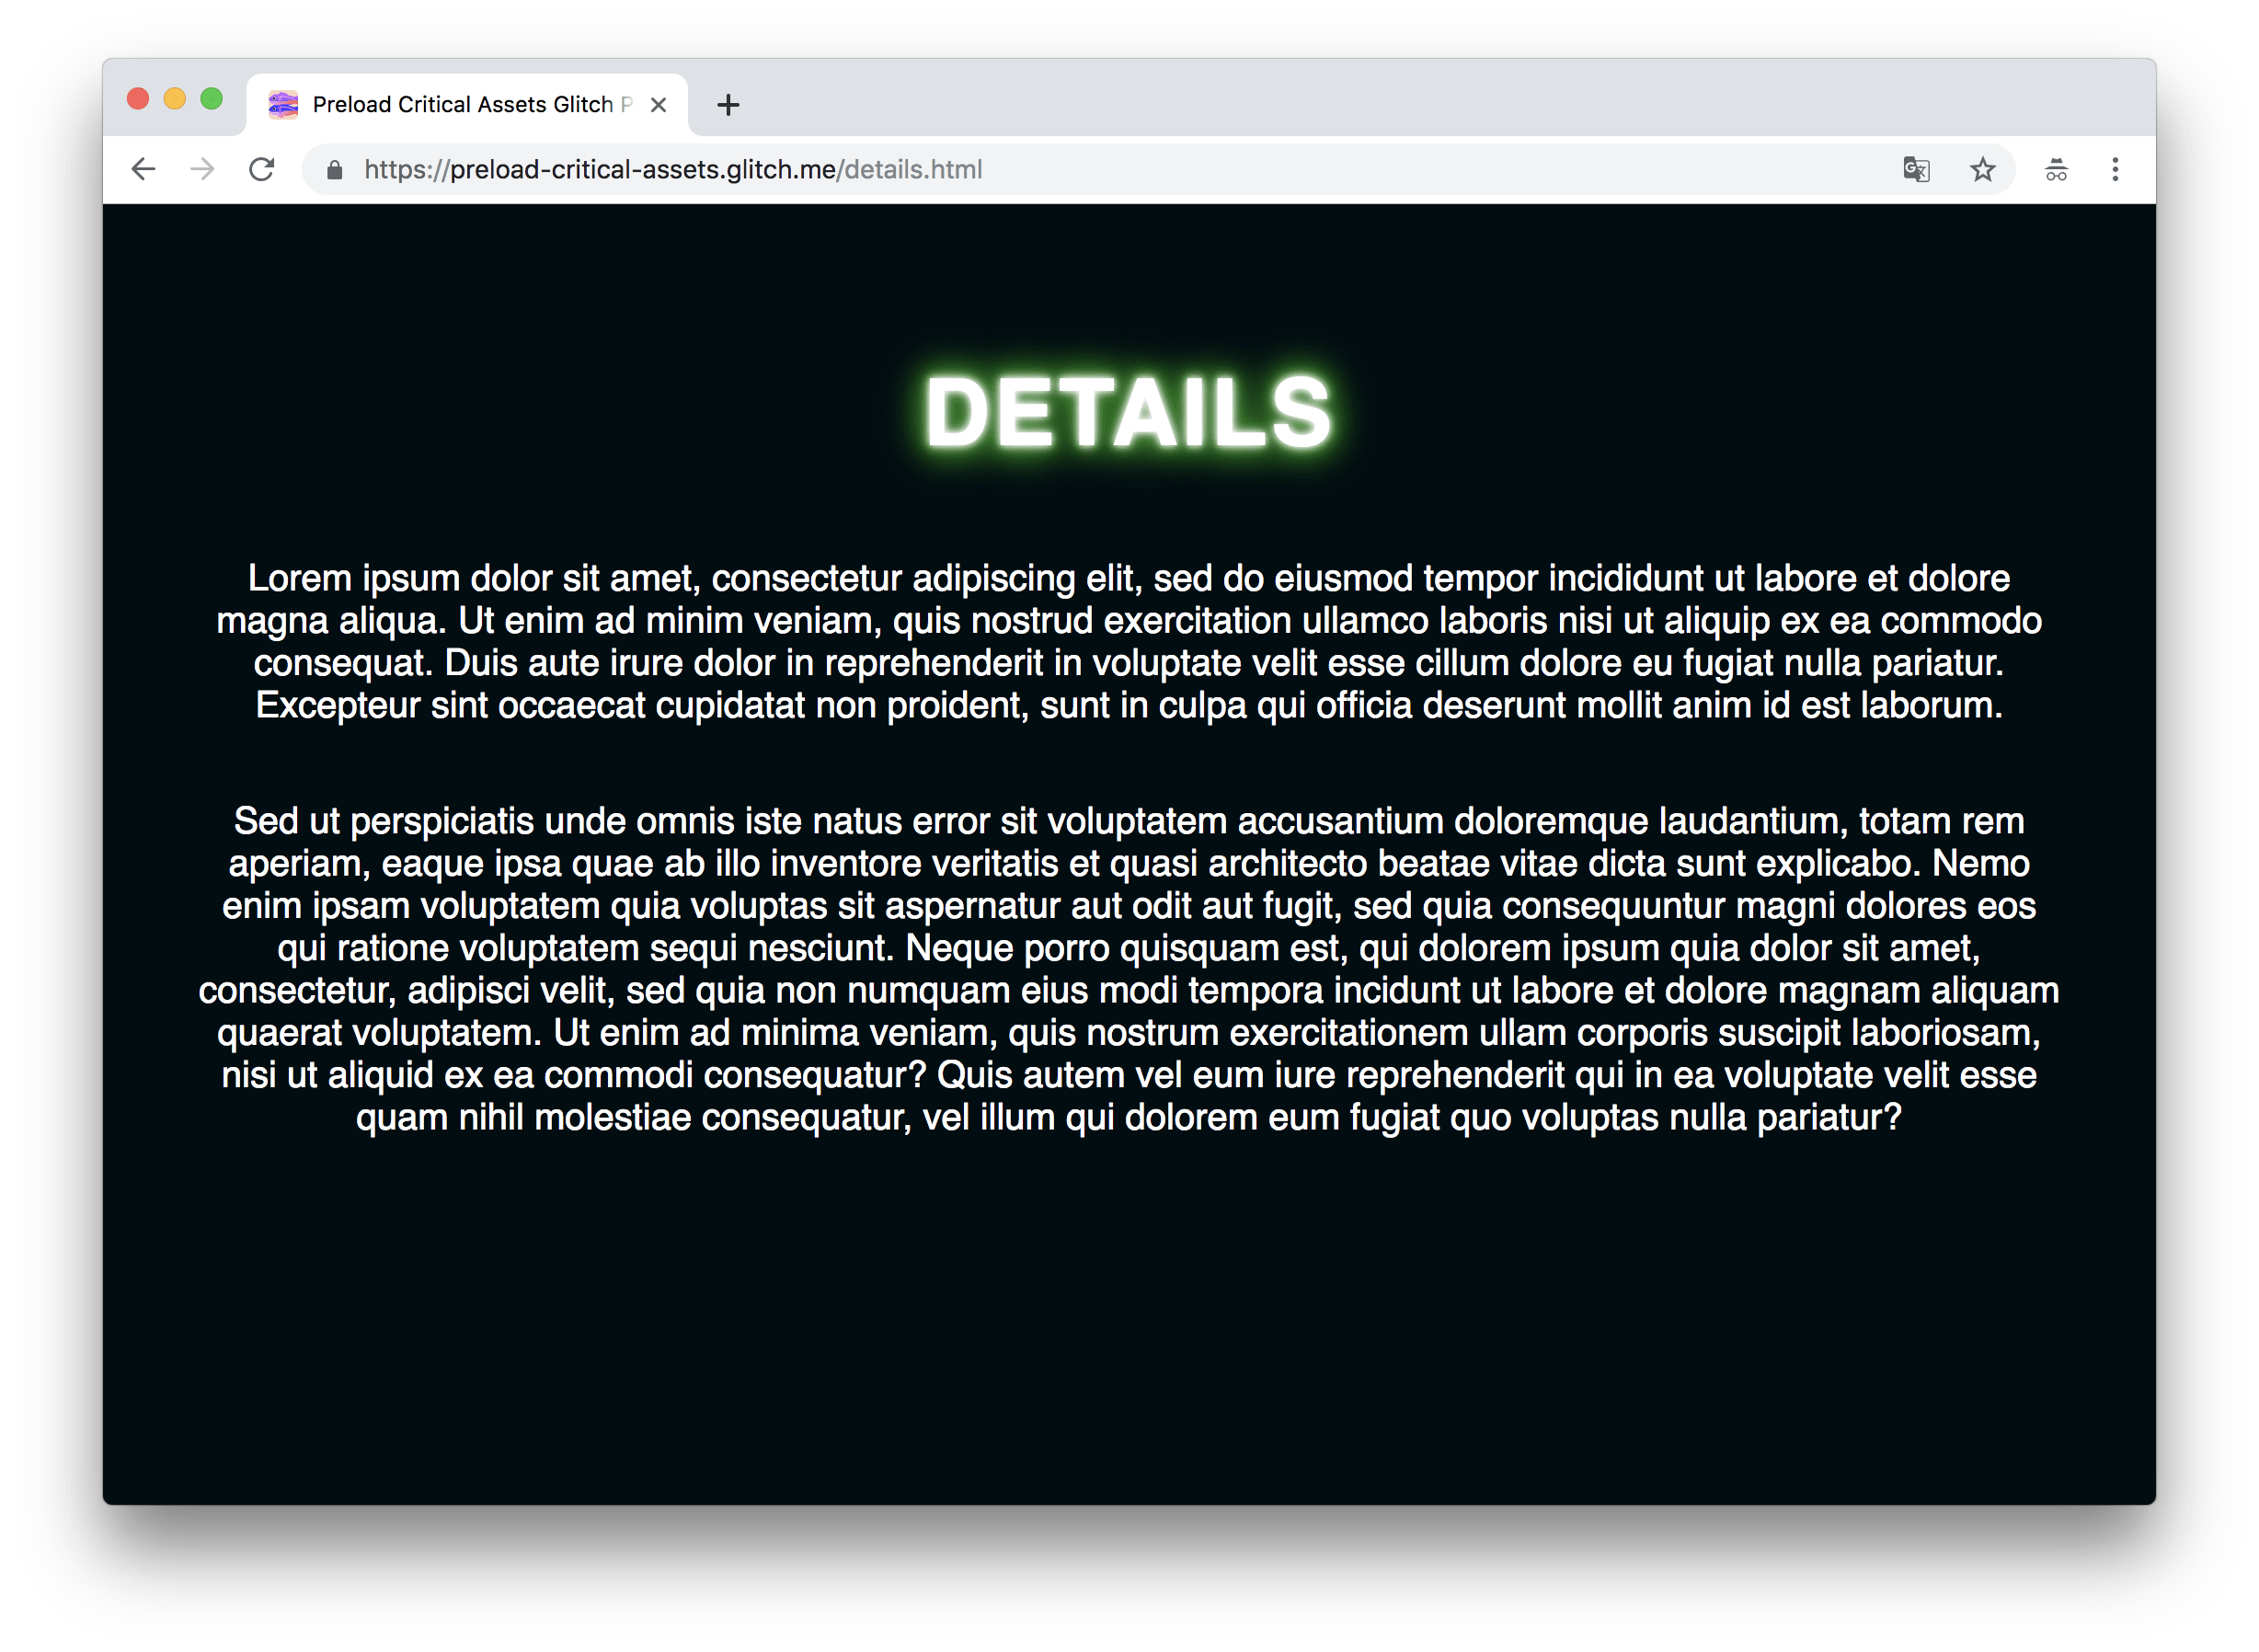 Preload Critical Assets Glitch P
https://preload-critical-assets.glitch.me/details.html
DETAILS
Lorem ipsum dolor sit amet, consectetur adipiscing elit, sed do eiusmod tempor incididunt ut labore et dolore
magna aliqua. Ut enim ad minim veniam, quis nostrud exercitation ullamco laboris nisi ut aliquip ex ea commodo
consequat. Duis aute irure dolor in reprehenderit in voluptate velit esse cillum dolore eu fugiat nulla pariatur.
Excepteur sint occaecat cupidatat non proident, sunt in culpa qui officia deserunt mollit anim id est laborum.
Sed ut perspiciatis unde omnis iste natus error sit voluptatem accusantium doloremque laudantium, totam rem
aperiam, eaque ipsa quae ab illo inventore veritatis et quasi architecto beatae vitae dicta sunt explicabo. Nemo
enim ipsam voluptatem quia voluptas sit aspernatur aut odit aut fugit, sed quia consequuntur magni dolores eos
qui ratione voluptatem sequi nesciunt. Neque porro quisquam est, qui dolorem ipsum quia dolor sit amet,
consectetur, adipisci velit, sed quia non numquam eius modi tempora incidunt ut labore et dolore magnam aliquam
quaerat voluptatem. Ut enim ad minima veniam, quis nostrum exercitationem ullam corporis suscipit laboriosam,
nisi ut aliquid ex ea commodi consequatur? Quis autem vel eum iure reprehenderit qui in ea voluptate velit esse
quam nihil molestiae consequatur, vel illum qui dolorem eum fugiat quo voluptas nulla pariatur?